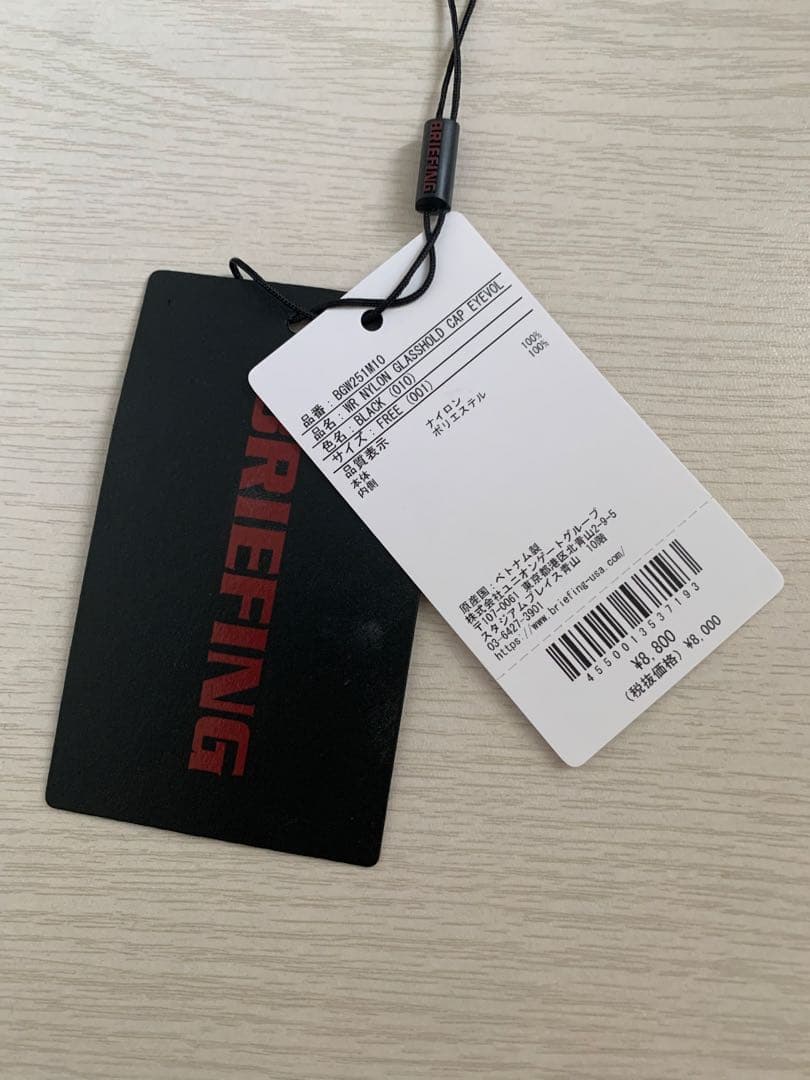 BRIEFING
品番：BGW251M10
品名：WR NYLON GLASSHOLD CAP EYEVOL
色名：BLACK (010)
サイズ：FREE (001)
品質表示
本体 ナイロン 100%
内側 ポリエステル 100%
原産国：ベトナム製
株式会社ユニオンゲートグループ
〒107-0061 東京都港区北青山2-9-5
スタジアムプレイス青山 10階
03-6427-3901
https://www.briefing-usa.com/
4550013537193
¥8,800
(税抜価格) ¥8,000
BRIEFING